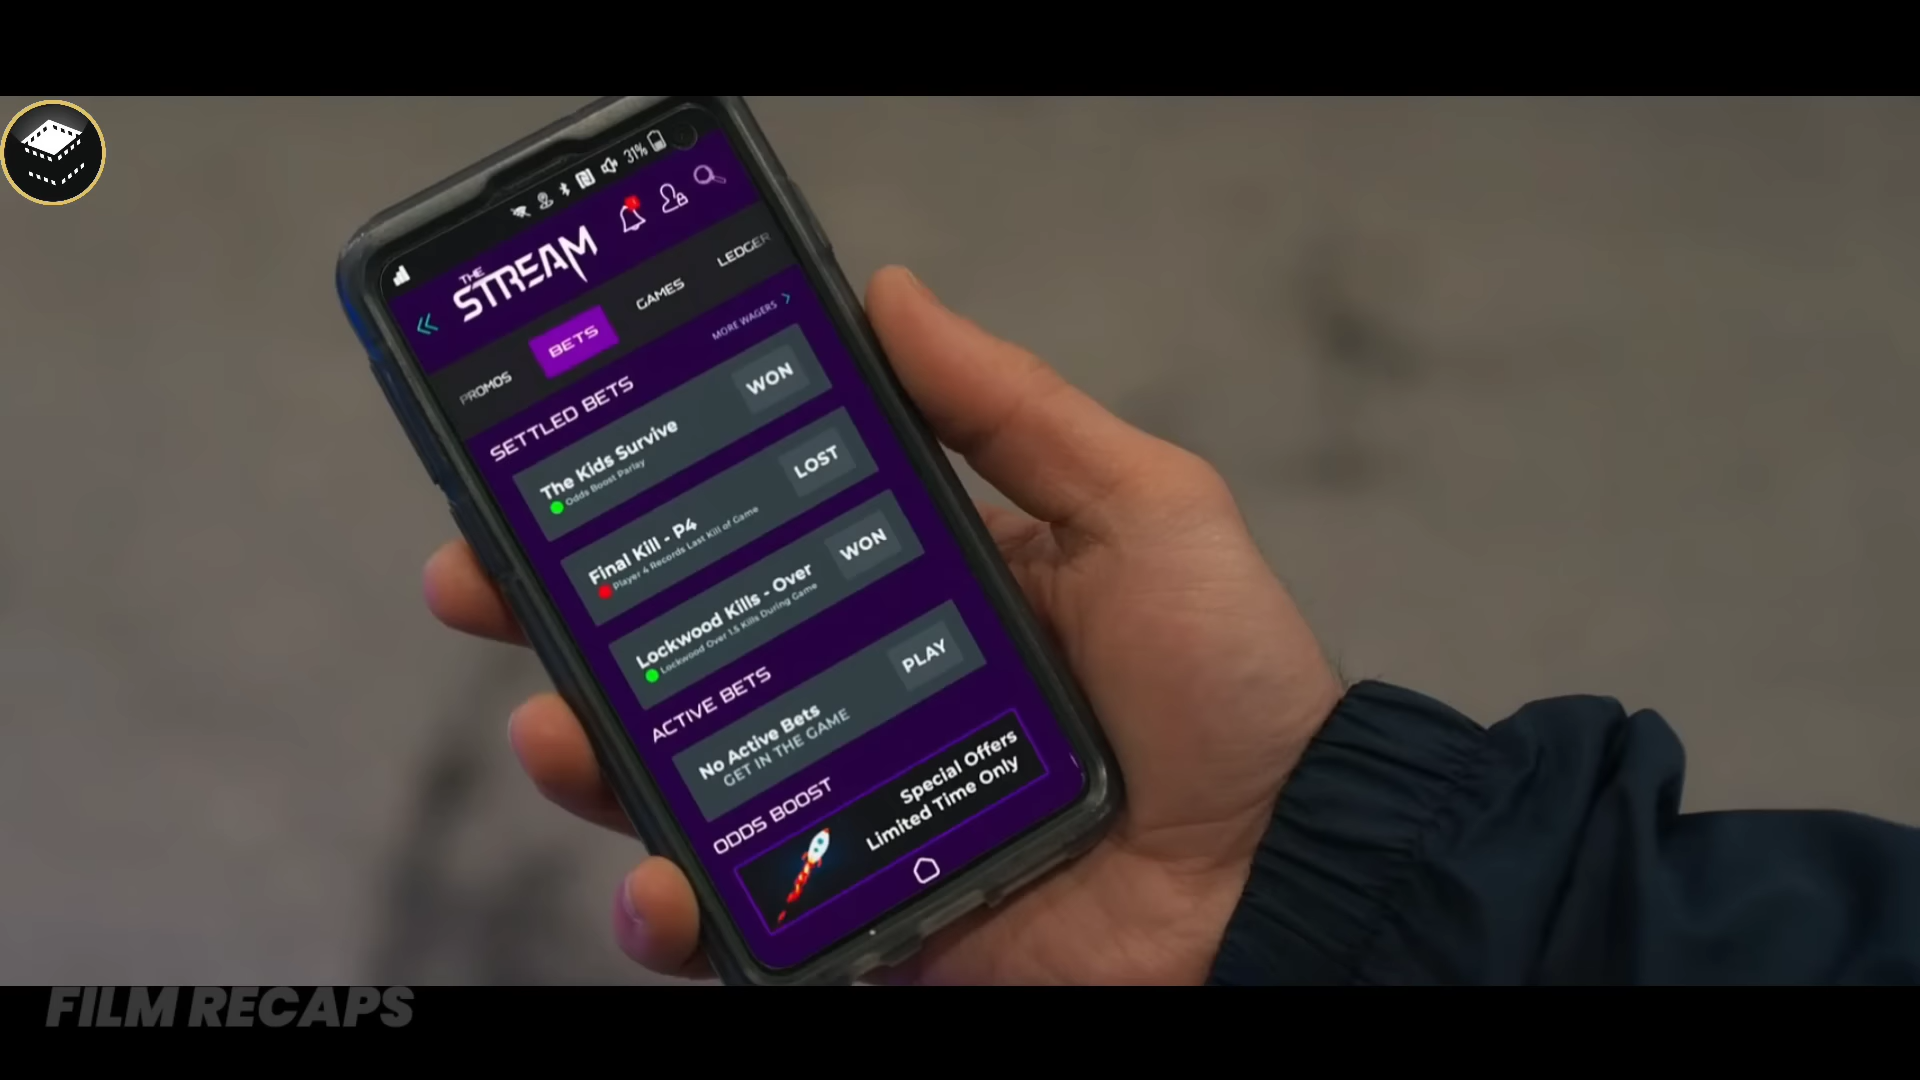 31%
THE
STREAM
PROMOS
BETS
GAMES
LEDGER
MORE WAGERS
SETTLED BETS
The Kids Survive
Odds Boost Parlay
WON
Final Kill - P4
Player 4 Records Last Kill of Game
LOST
Lockwood Kills - Over
Lockwood Over 1.5 Kills During Game
WON
ACTIVE BETS
No Active Bets
GET IN THE GAME
PLAY
ODDS BOOST
Special Offers
Limited Time Only
FILM RECAPS